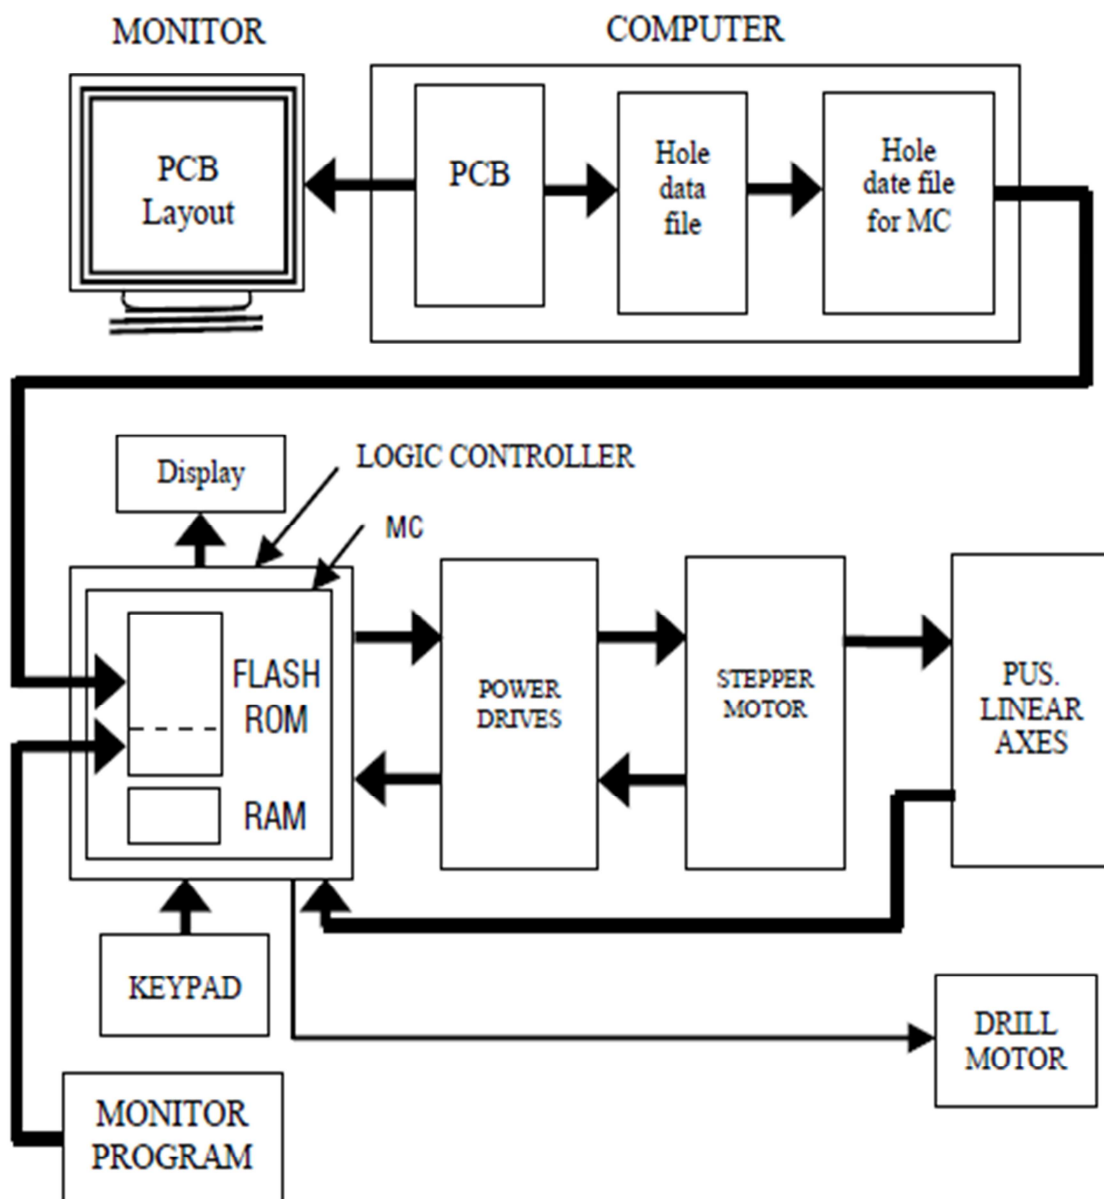 MONITOR
COMPUTER
PCB
Layout
PCB
Hole
data
file
Hole
date file
for MC
Display
LOGIC CONTROLLER
MC
FLASH
ROM
RAM
POWER
DRIVES
STEPPER
MOTOR
PUS.
LINEAR
AXES
KEYPAD
DRILL
MOTOR
MONITOR
PROGRAM